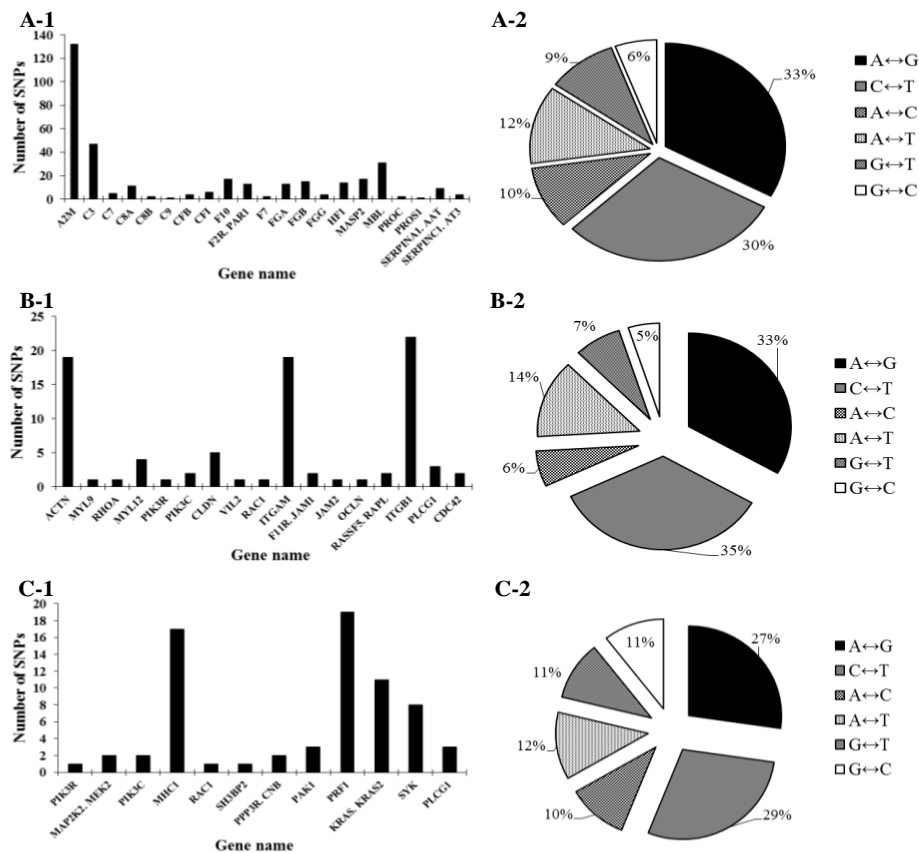 A-1
Number of SNPs
140
120
100
80
60
40
20
0
A2M
C3
C7
C8A
C8B
C9
CFB
CFI
F10
F2R. PAR1
F7
FGA
FGB
FGG
HF1
MASP2
MBL
PROC
PROS1
SERPINA1. AAT
SERPINC1. AT3
Gene name
A-2
33%
30%
10%
12%
9%
6%
A↔G
C↔T
A↔C
A↔T
G↔T
G↔C
B-1
Number of SNPs
25
20
15
10
5
0
ACTN
MYL9
RHOA
MYL12
PIK3R
PIK3C
CLDN
VIL2
RAC1
ITGAM
F11R. JAM1
JAM2
OCLN
RASSF5. RAPL
ITGB1
PLCG1
CDC42
Gene name
B-2
33%
35%
6%
14%
7%
5%
A↔G
C↔T
A↔C
A↔T
G↔T
G↔C
C-1
Number of SNPs
20
18
16
14
12
10
8
6
4
2
0
PIK3R
MAP2K2. MEK2
PIK3C
MHC1
RAC1
SH3BP2
PPP3R. CNB
PAK1
PRF1
KRAS. KRAS2
SYK
PLCG1
Gene name
C-2
27%
29%
10%
12%
11%
11%
A↔G
C↔T
A↔C
A↔T
G↔T
G↔C